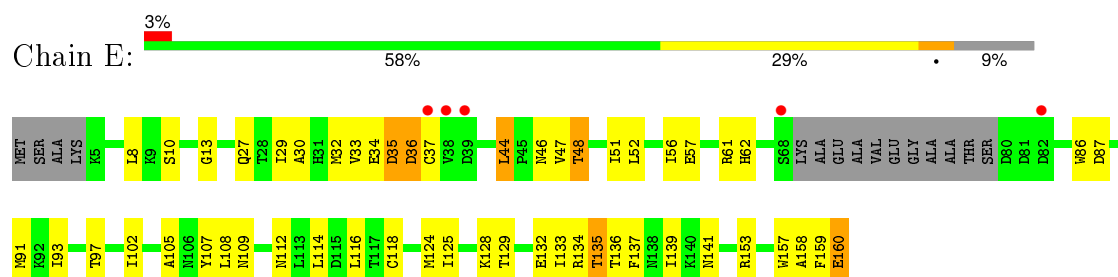 3%
Chain E:
58% 29% • 9%
MET SER ALA LYS K5 L8 K9 S10 G13 Q27 T28 I29 A30 H31 M32 V33 E34 D35 D36 C37 V38 D39 L44 P45 N46 V47 T48 I51 L52 I56 E57 R61 H62 S68 LYS ALA GLU ALA VAL GLU GLY ALA ALA THR SER D80 D81 D82 W86 D87
M91 K92 I93 T97 I102 A105 N106 Y107 L108 N109 N112 L113 L114 D115 L116 T117 C118 M124 I125 K128 T129 E132 I133 R134 T135 T136 F137 N138 I139 K140 N141 R153 W157 A158 F159 E160